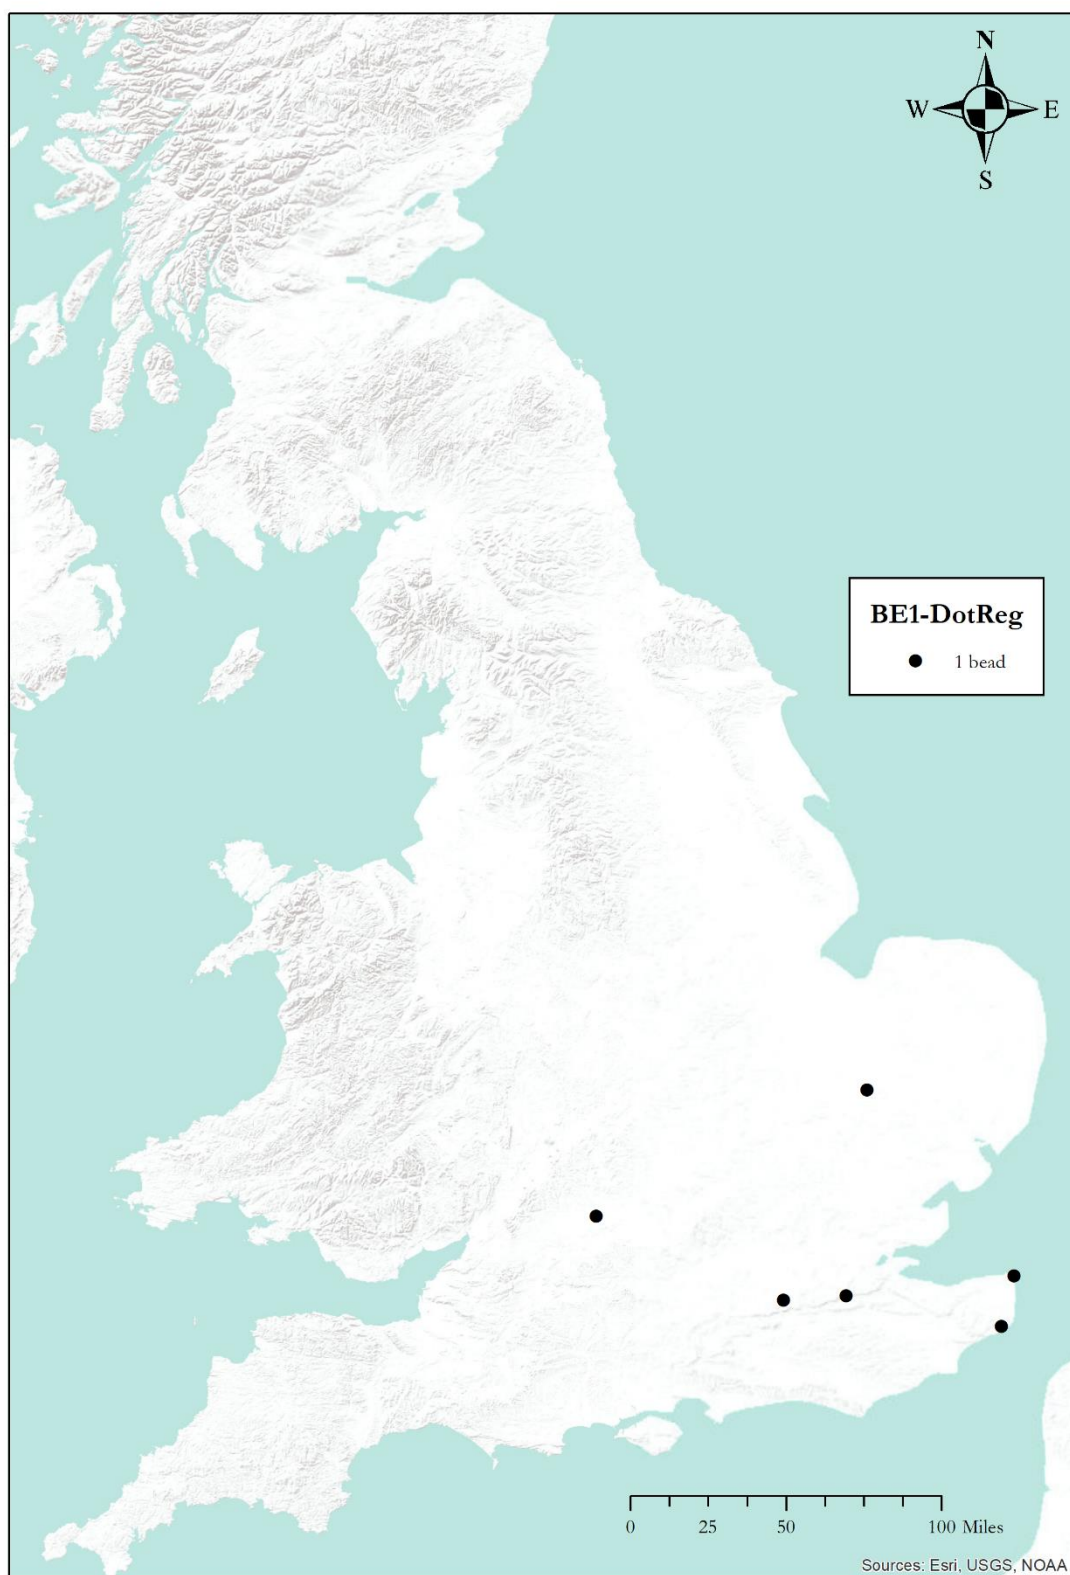 N
W E
S
BE1-DotReg
1 bead
0 25 50 100 Miles
Sources: Esri, USGS, NOAA